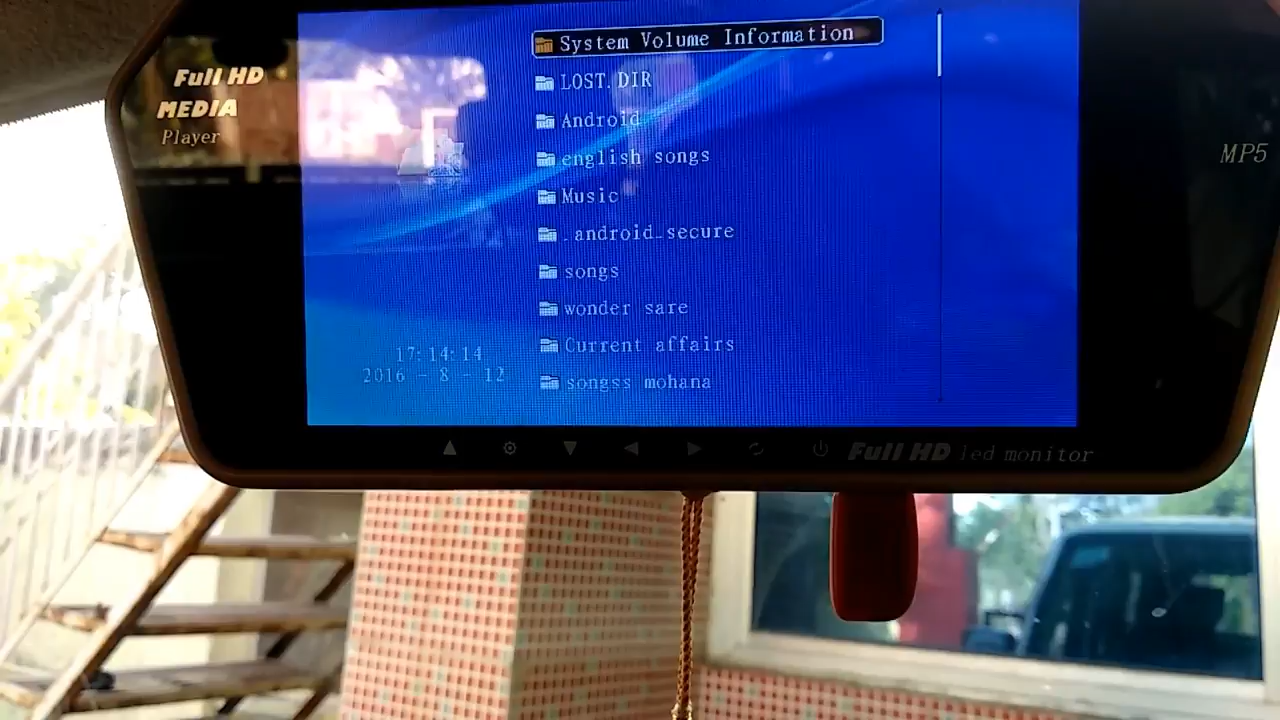 Full HD
MEDIA
Player
System Volume Information
LOST.DIR
Android
english songs
Music
.android_secure
songs
wonder sare
Current affairs
songss mohana
17:14:14
2016 - 8 - 12
MP5
Full HD led monitor